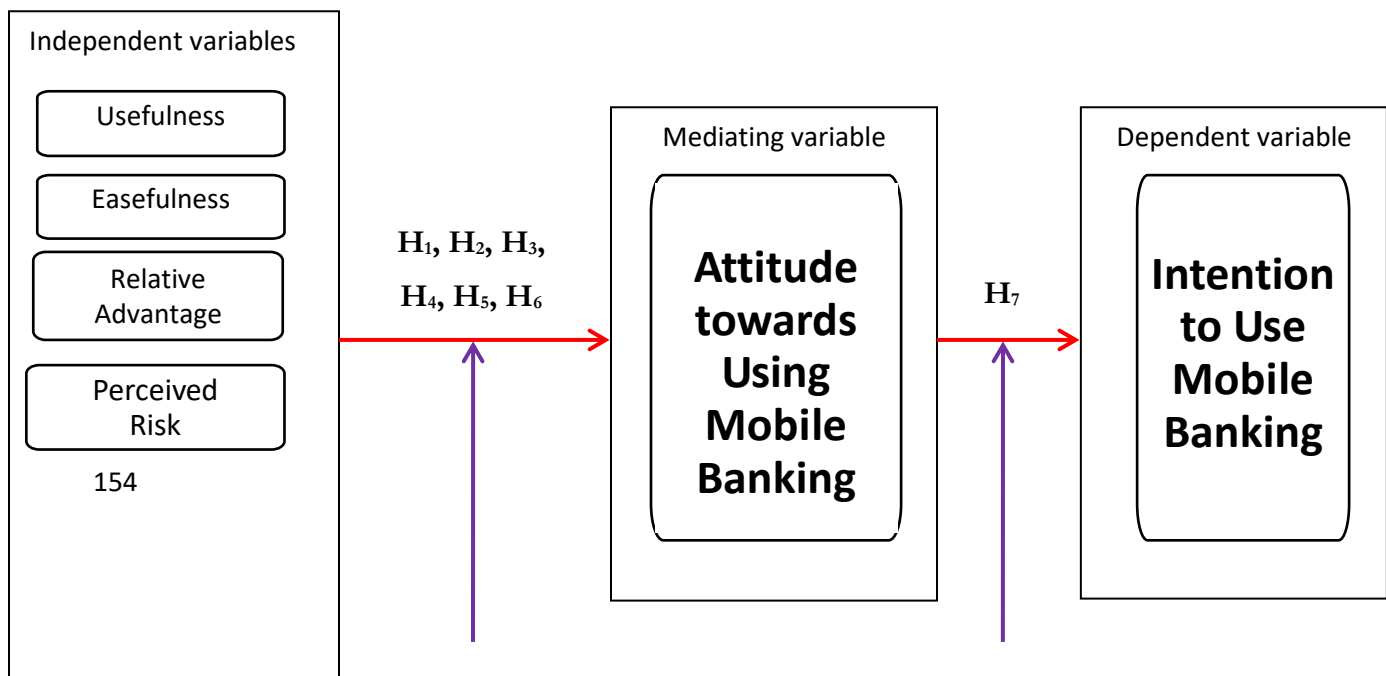 Independent variables
Usefulness
Easefulness
Relative
Advantage
Perceived
Risk
154
H₁, H₂, H₃,
H₄, H₅, H₆
Mediating variable
Attitude
towards
Using
Mobile
Banking
H₇
Dependent variable
Intention
to Use
Mobile
Banking